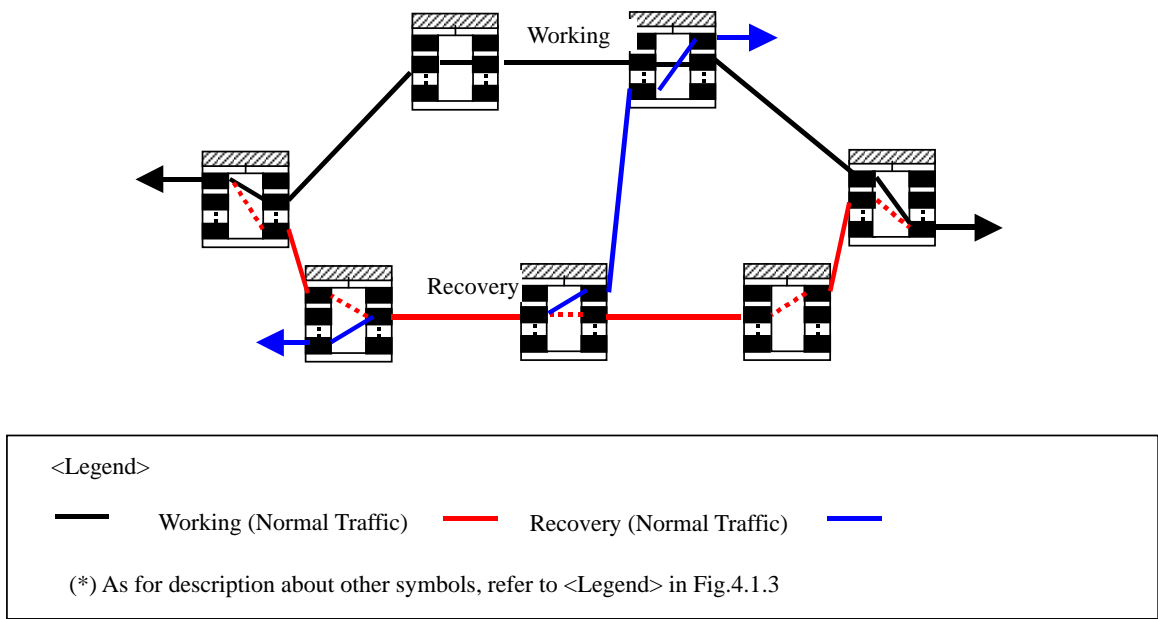 Working
Recovery
<Legend>
Working (Normal Traffic) Recovery (Normal Traffic)
(*) As for description about other symbols, refer to <Legend> in Fig.4.1.3